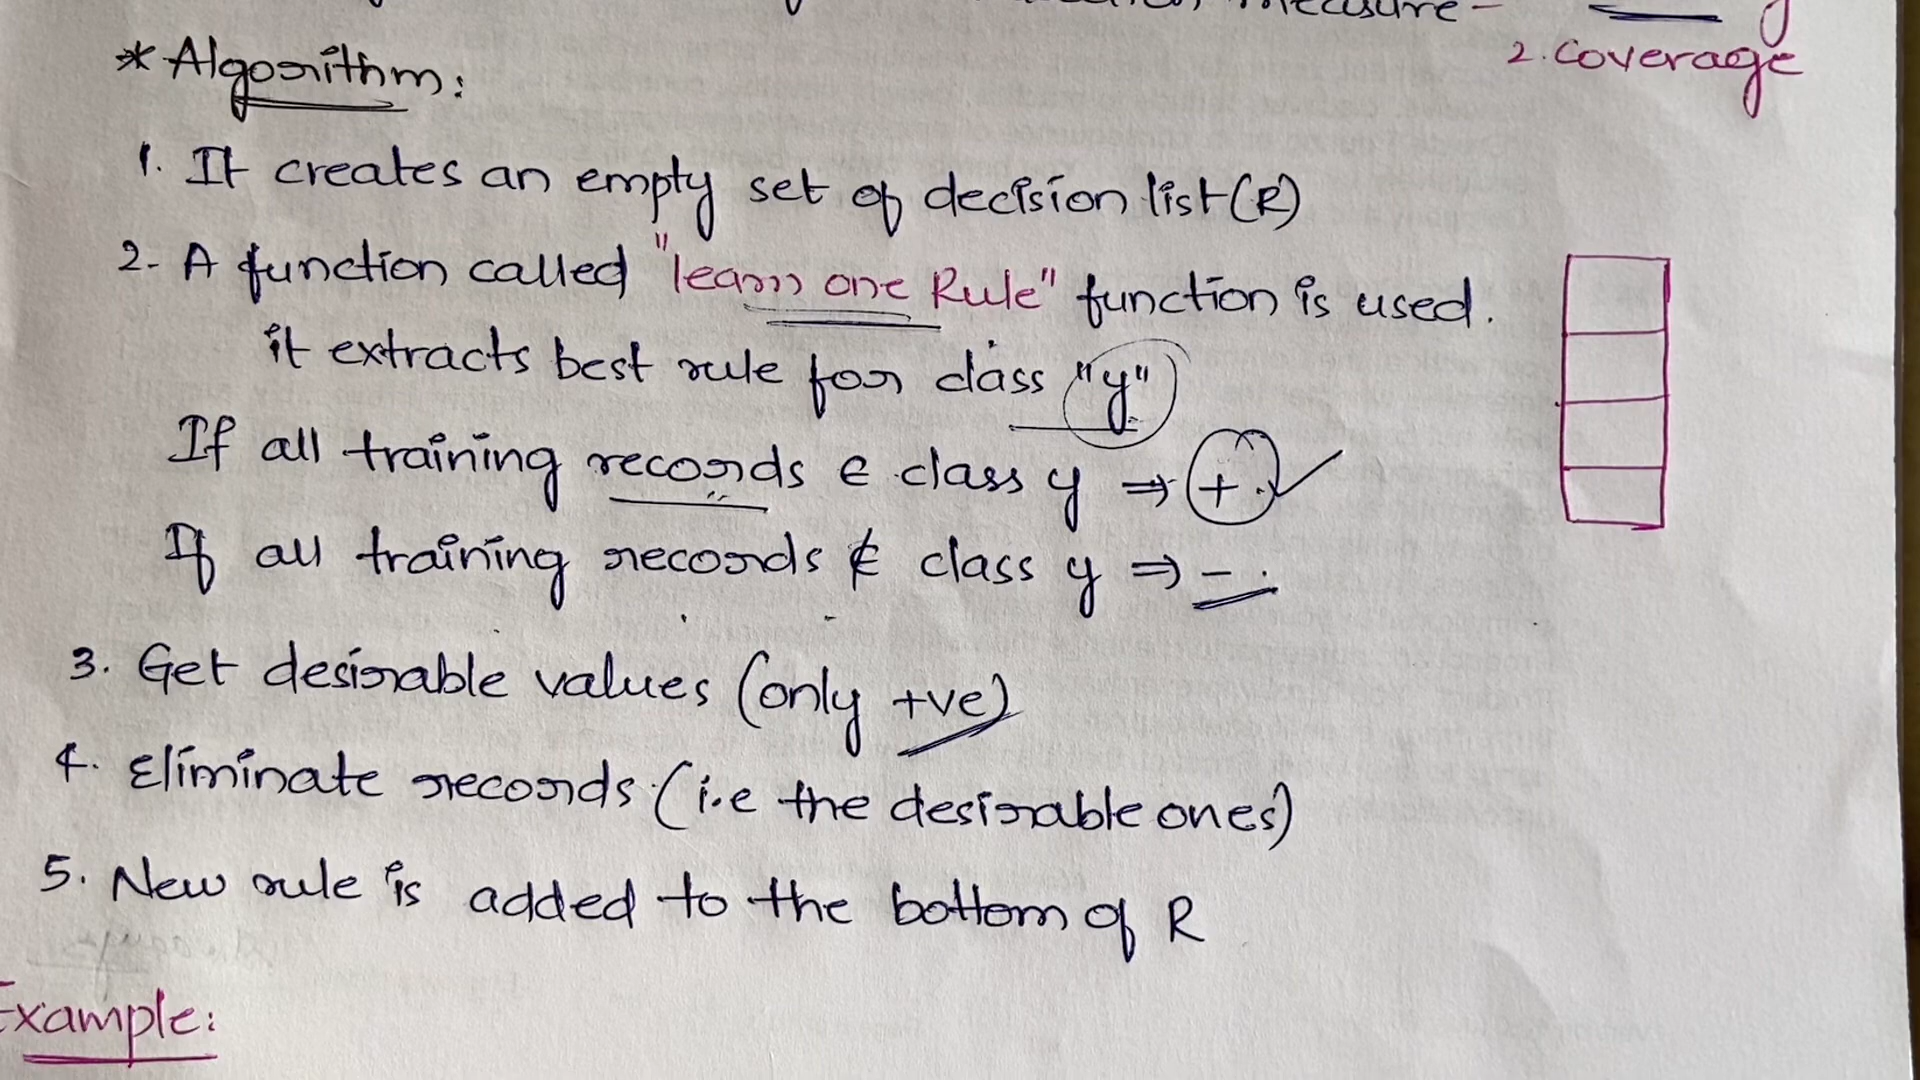 measure -
2. Coverage
* Algorithm:
1. It creates an empty set of decision list (R)
2- A function called "learn one Rule" function is used.
it extracts best rule for class "y"
If all training records ∈ class y ⇒ +.
If all training records ∉ class y ⇒ - .
3. Get desirable values (only +ve)
4. Eliminate records (i.e the desirable ones)
5. New rule is added to the bottom of R
Example: